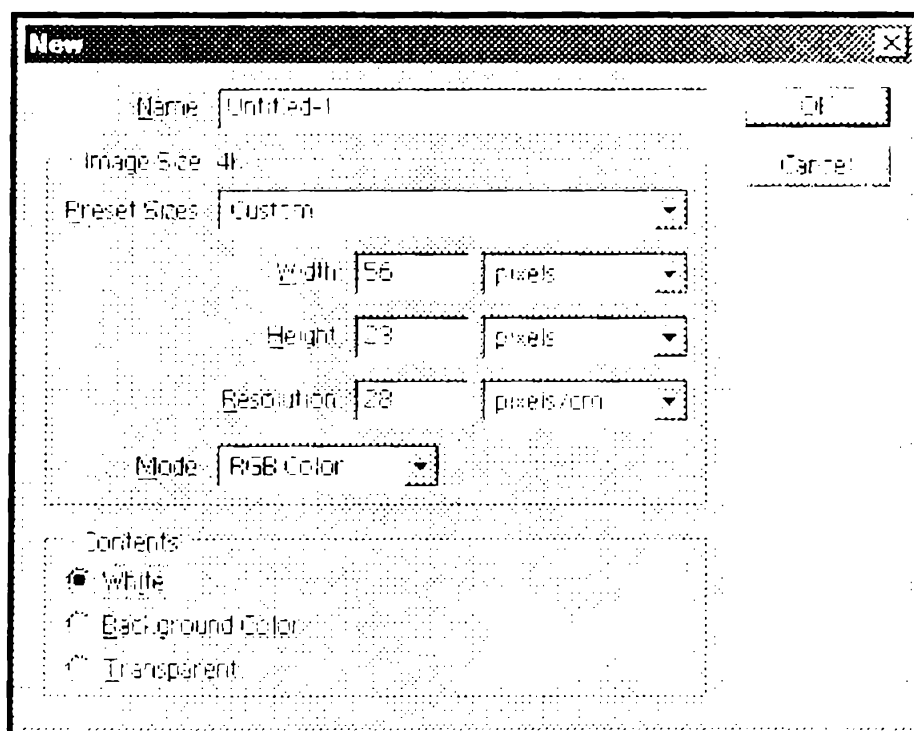 New
Name: Untitled-1
OK
Image Size: 4K
Cancel
Preset Sizes: Custom
Width: 56 pixels
Height: pixels
Resolution: 28 pixels/cm
Mode: RGB Color
Contents
White
Background Color
Transparent